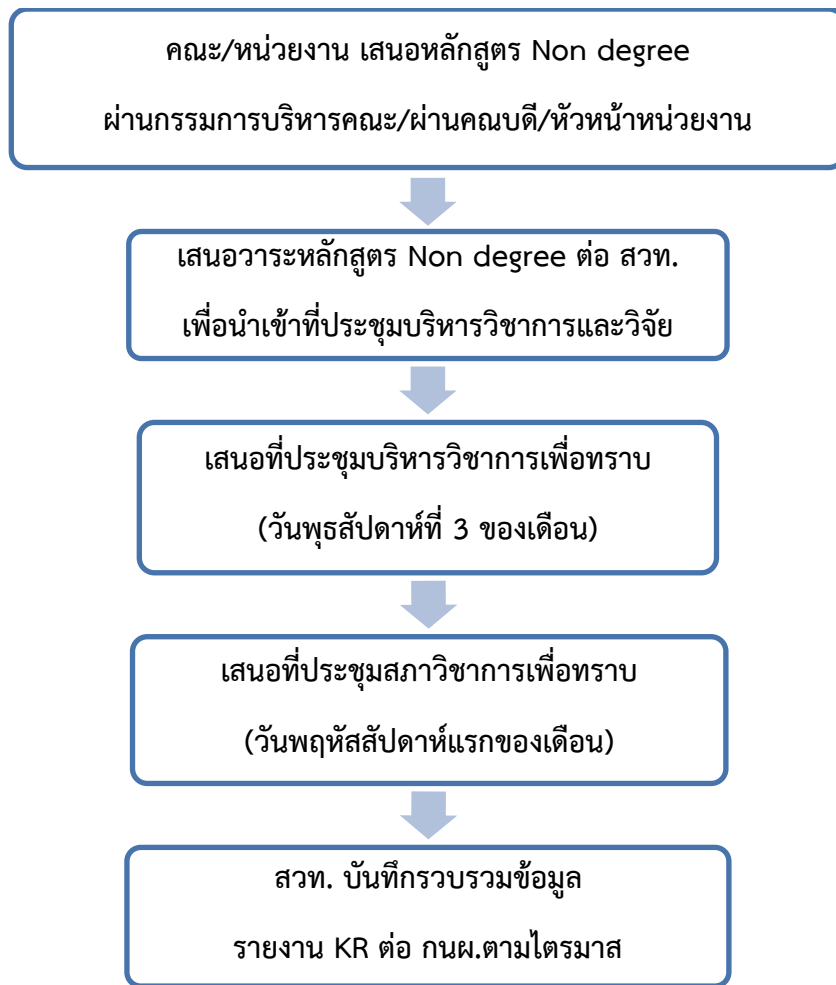 คณะ/หน่วยงาน เสนอหลักสูตร Non degree
ผ่านกรรมการบริหารคณะ/ผ่านคณบดี/หัวหน้าหน่วยงาน
เสนอวาระหลักสูตร Non degree ต่อ สวท.
เพื่อนำเข้าที่ประชุมบริหารวิชาการและวิจัย
เสนอที่ประชุมบริหารวิชาการเพื่อทราบ
(วันพุธสัปดาห์ที่ 3 ของเดือน)
เสนอที่ประชุมสภาวิชาการเพื่อทราบ
(วันพฤหัสสัปดาห์แรกของเดือน)
สวท. บันทึกรวบรวมข้อมูล
รายงาน KR ต่อ กนผ.ตามไตรมาส